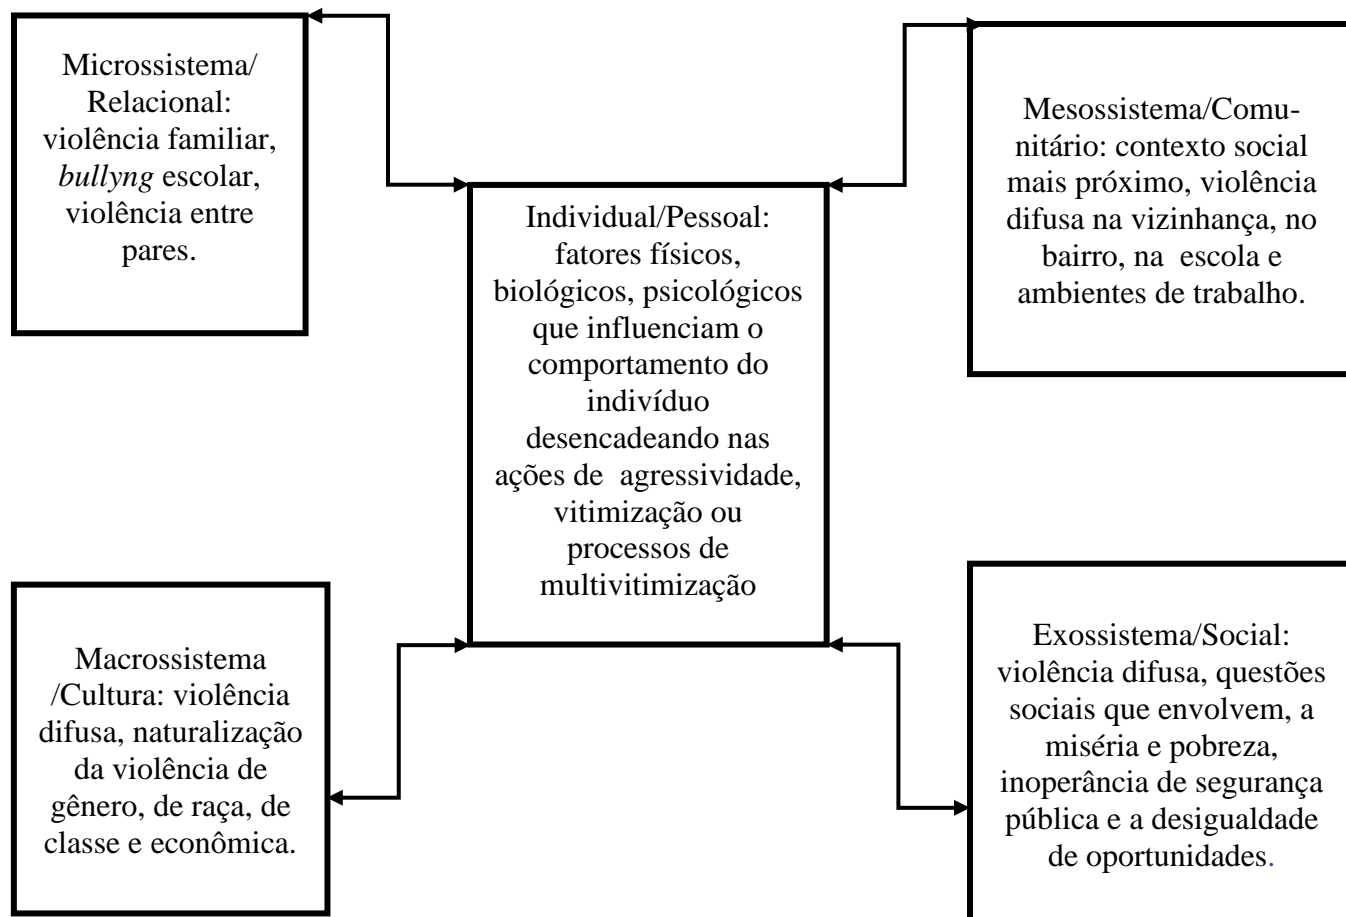 Microssistema/
Relacional:
violência familiar,
bullyng escolar,
violência entre
pares.
Mesossistema/Comu-
nitário: contexto social
mais próximo, violência
difusa na vizinhança, no
bairro, na escola e
ambientes de trabalho.
Individual/Pessoal:
fatores físicos,
biológicos, psicológicos
que influenciam o
comportamento do
indivíduo
desencadeando nas
ações de agressividade,
vitimização ou
processos de
multivitimização
Macrossistema
/Cultura: violência
difusa, naturalização
da violência de
gênero, de raça, de
classe e econômica.
Exossistema/Social:
violência difusa, questões
sociais que envolvem, a
miséria e pobreza,
inoperância de segurança
pública e a desigualdade
de oportunidades.